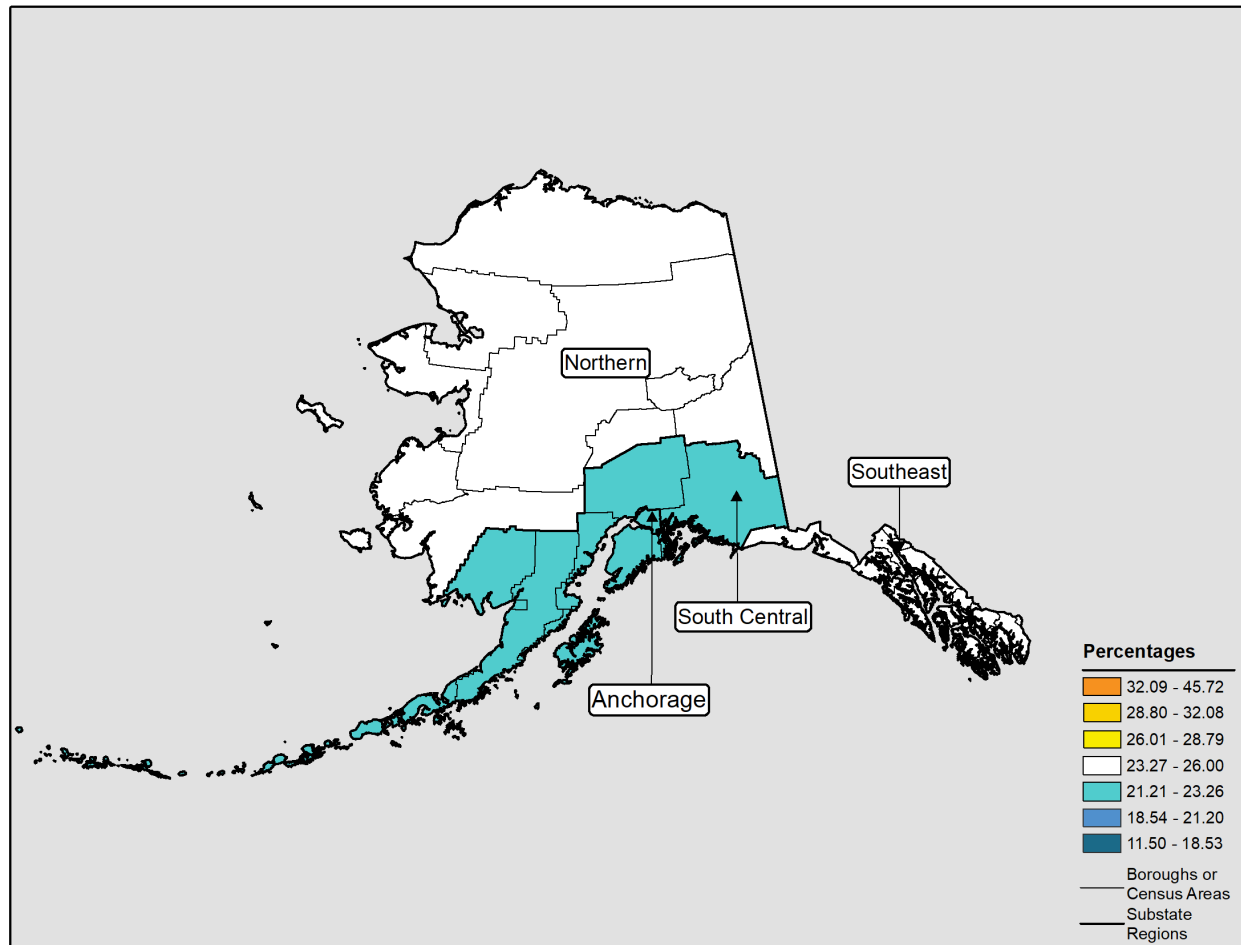 Northern
Southeast
South Central
Anchorage
Percentages
32.09 - 45.72
28.80 - 32.08
26.01 - 28.79
23.27 - 26.00
21.21 - 23.26
18.54 - 21.20
11.50 - 18.53
Boroughs or
Census Areas
Substate
Regions